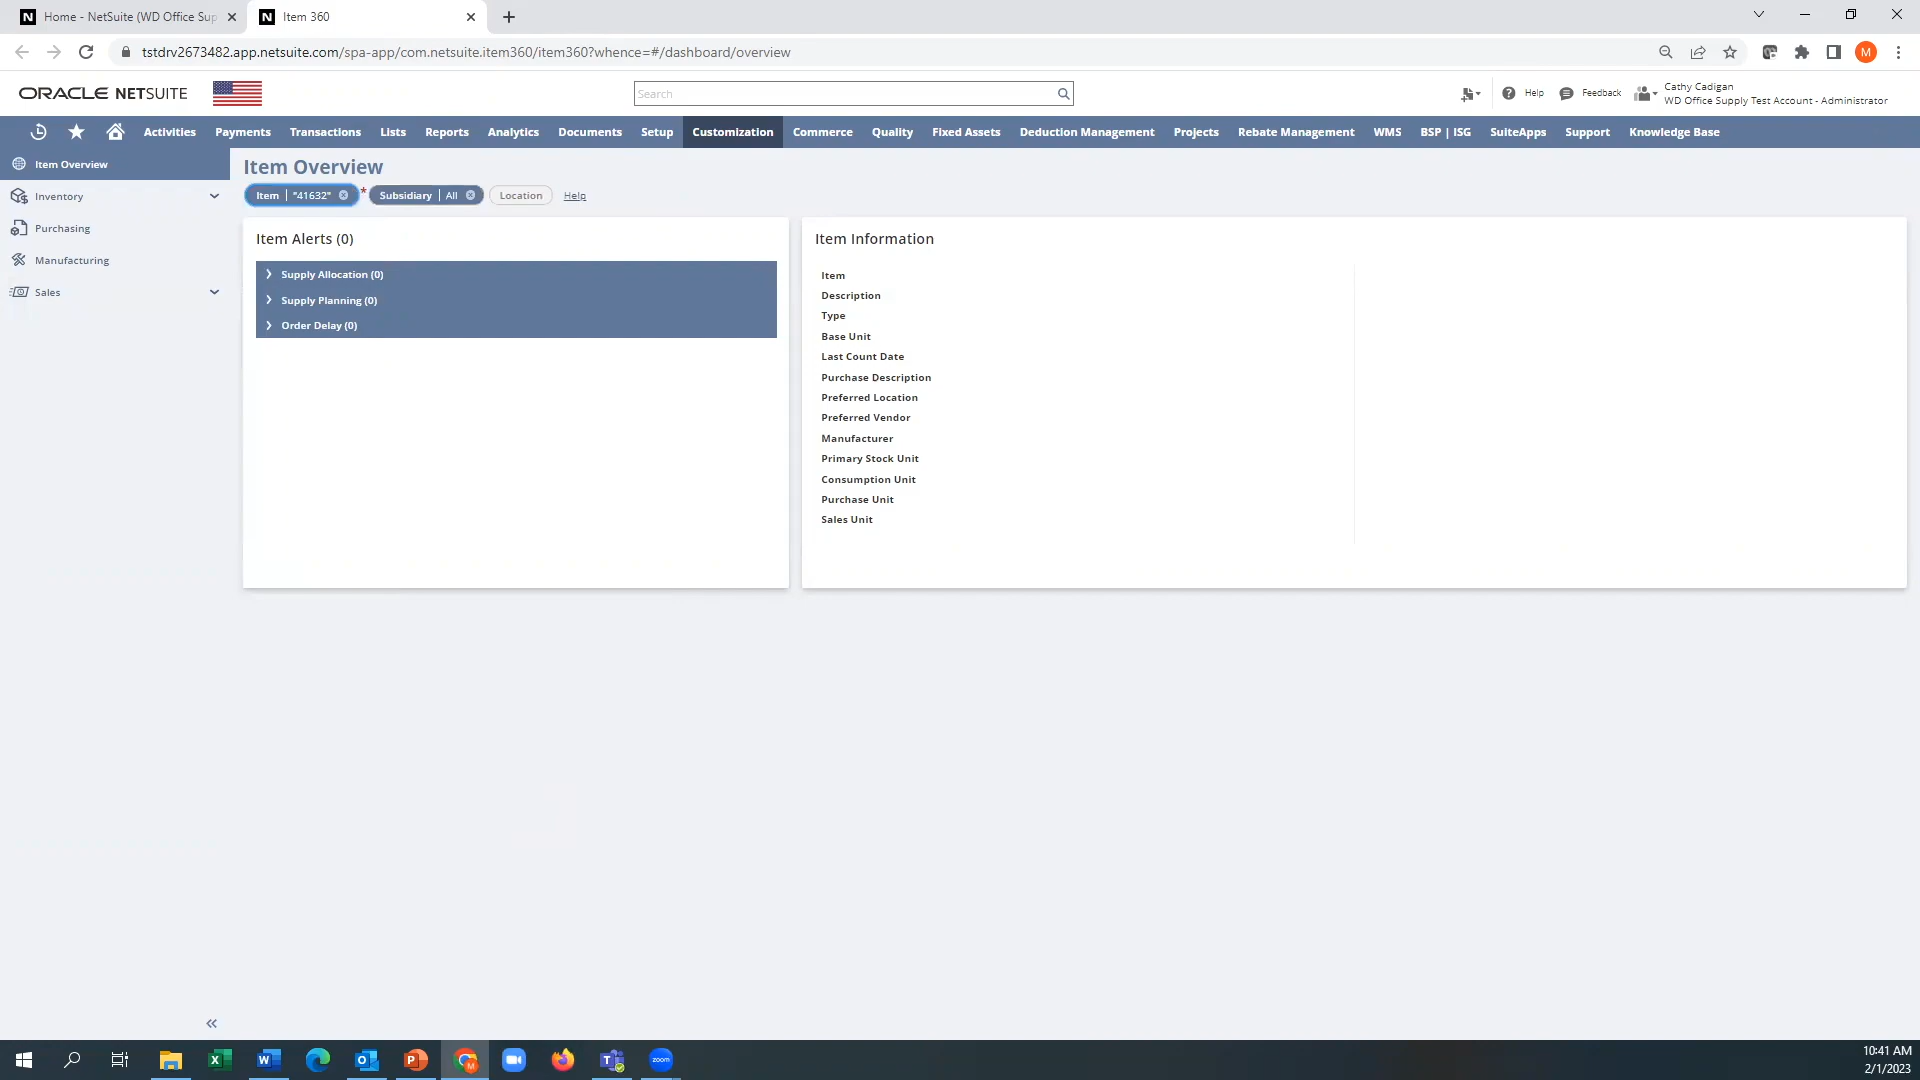 Home - NetSuite (WD Office Sup
Item 360
tstdrv2673482.app.netsuite.com/spa-app/com.netsuite.item360/item360?whence=#/dashboard/overview
M
ORACLE NETSUITE
Search
Help
Feedback
Cathy Cadigan
WD Office Supply Test Account - Administrator
Activities Payments Transactions Lists Reports Analytics Documents Setup Customization Commerce Quality Fixed Assets Deduction Management Projects Rebate Management WMS BSP | ISG SuiteApps Support Knowledge Base
Item Overview
Inventory
Purchasing
Manufacturing
Sales
Item Overview
Item | "41632" * Subsidiary | All Location Help
Item Alerts (0)
Supply Allocation (0)
Supply Planning (0)
Order Delay (0)
Item Information
Item
Description
Type
Base Unit
Last Count Date
Purchase Description
Preferred Location
Preferred Vendor
Manufacturer
Primary Stock Unit
Consumption Unit
Purchase Unit
Sales Unit
zoom
10:41 AM
2/1/2023